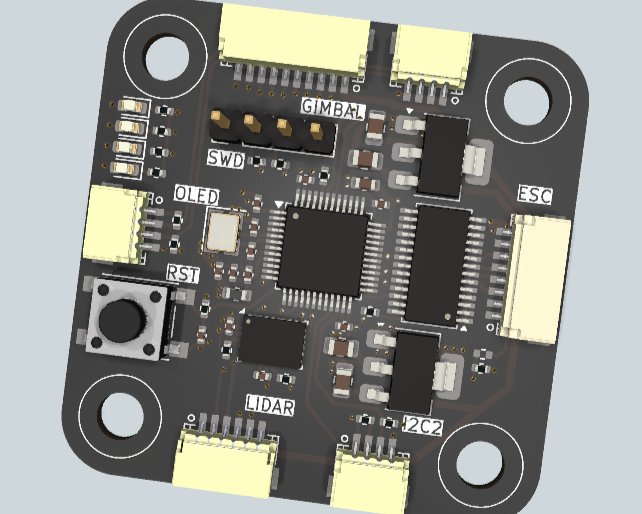 GIMBAL
SWD
OLED
ESC
RST
LIDAR
I2C2